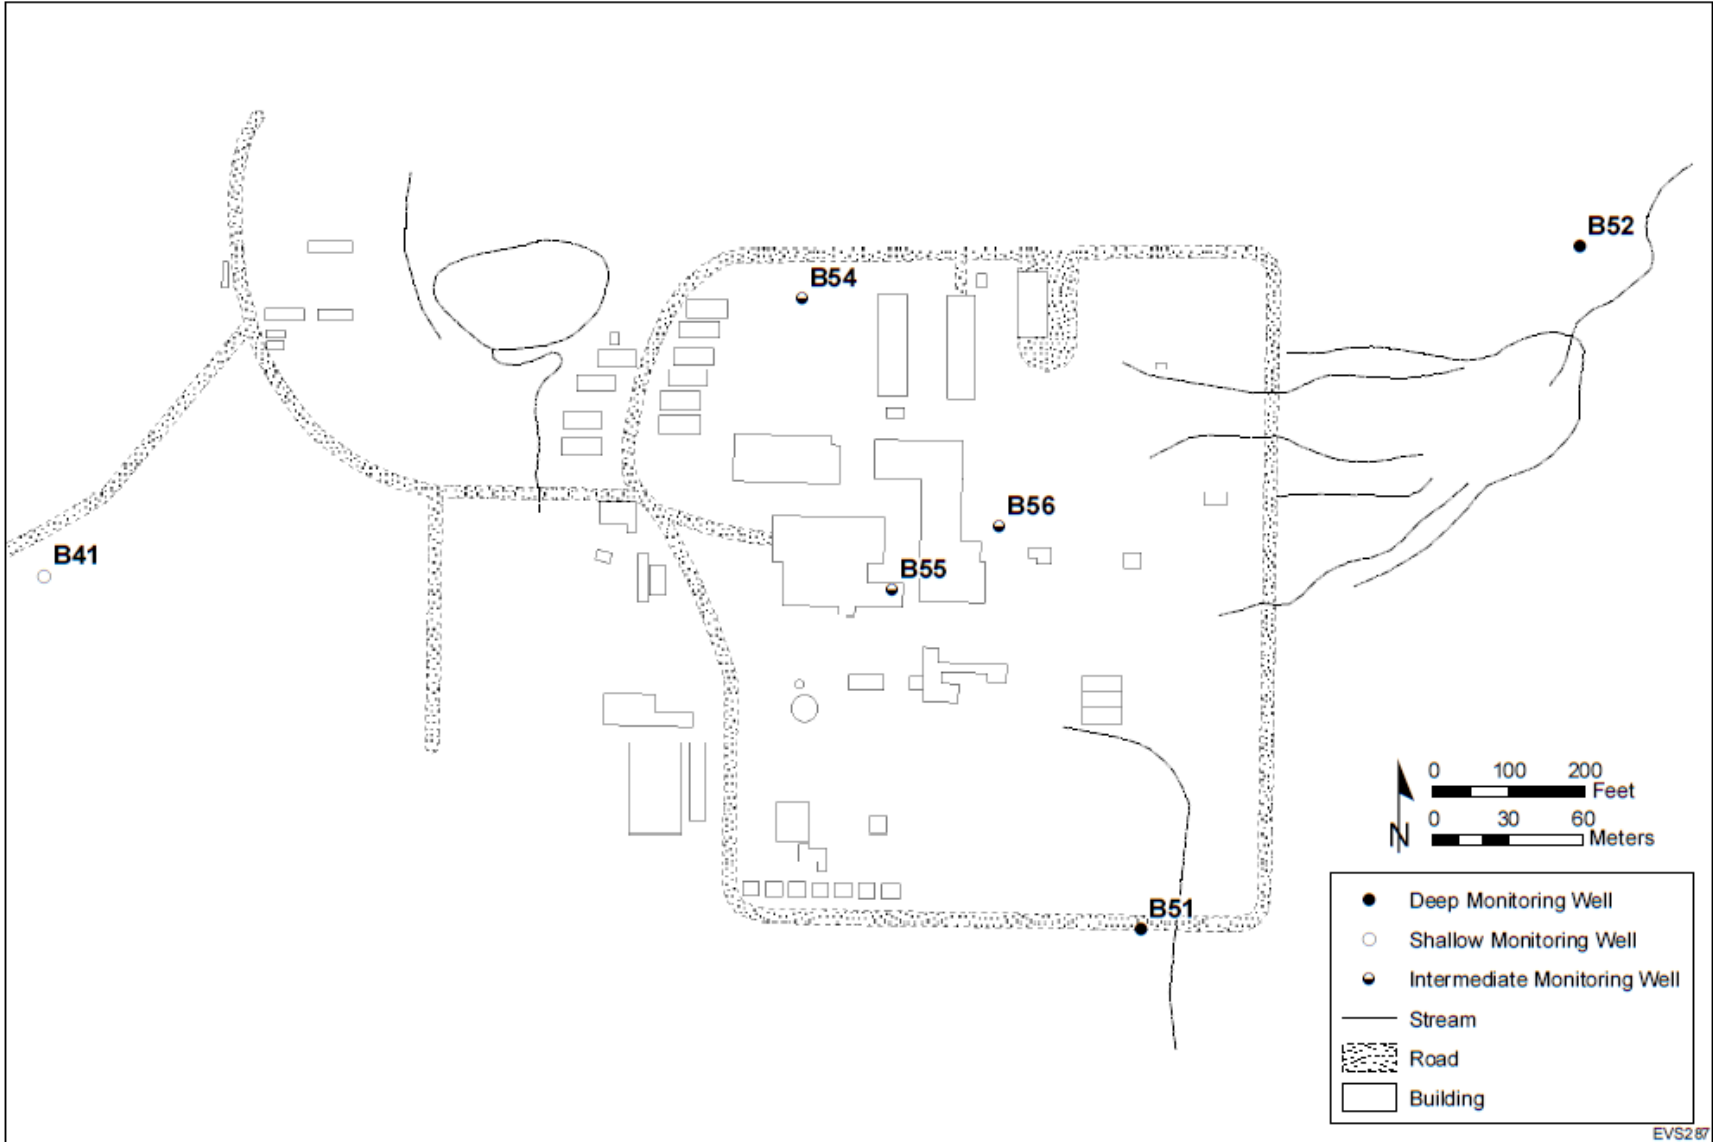 B52
B54
B56
B41
B55
0 100 200
Feet
0 30 60
Meters
N
B51
Deep Monitoring Well
Shallow Monitoring Well
Intermediate Monitoring Well
Stream
Road
Building
EVS287